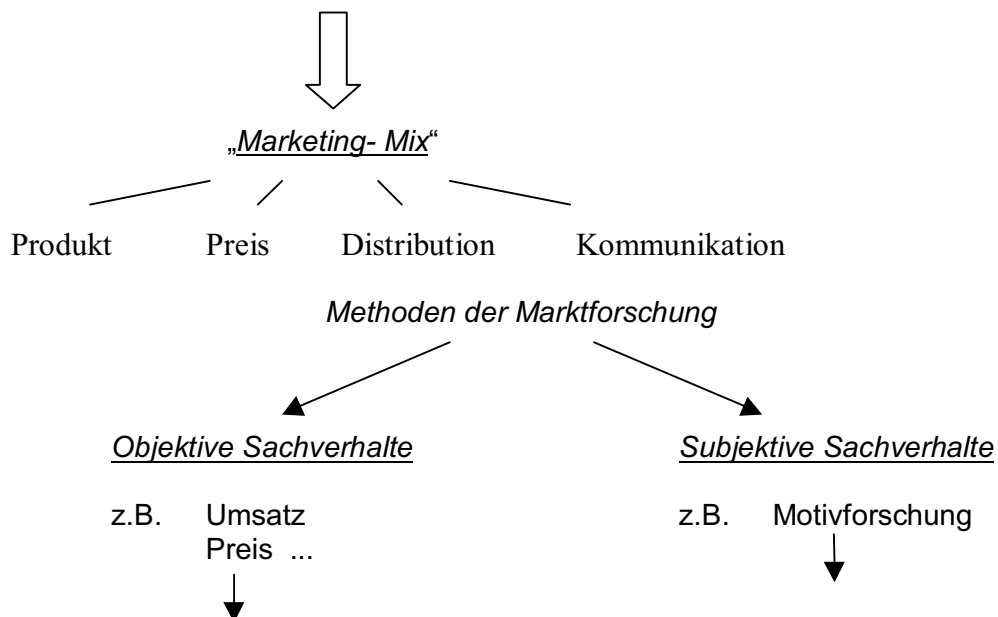 „Marketing- Mix“
Produkt Preis Distribution Kommunikation
Methoden der Marktforschung
Objektive Sachverhalte Subjektive Sachverhalte
z.B. Umsatz z.B. Motivforschung
Preis ...